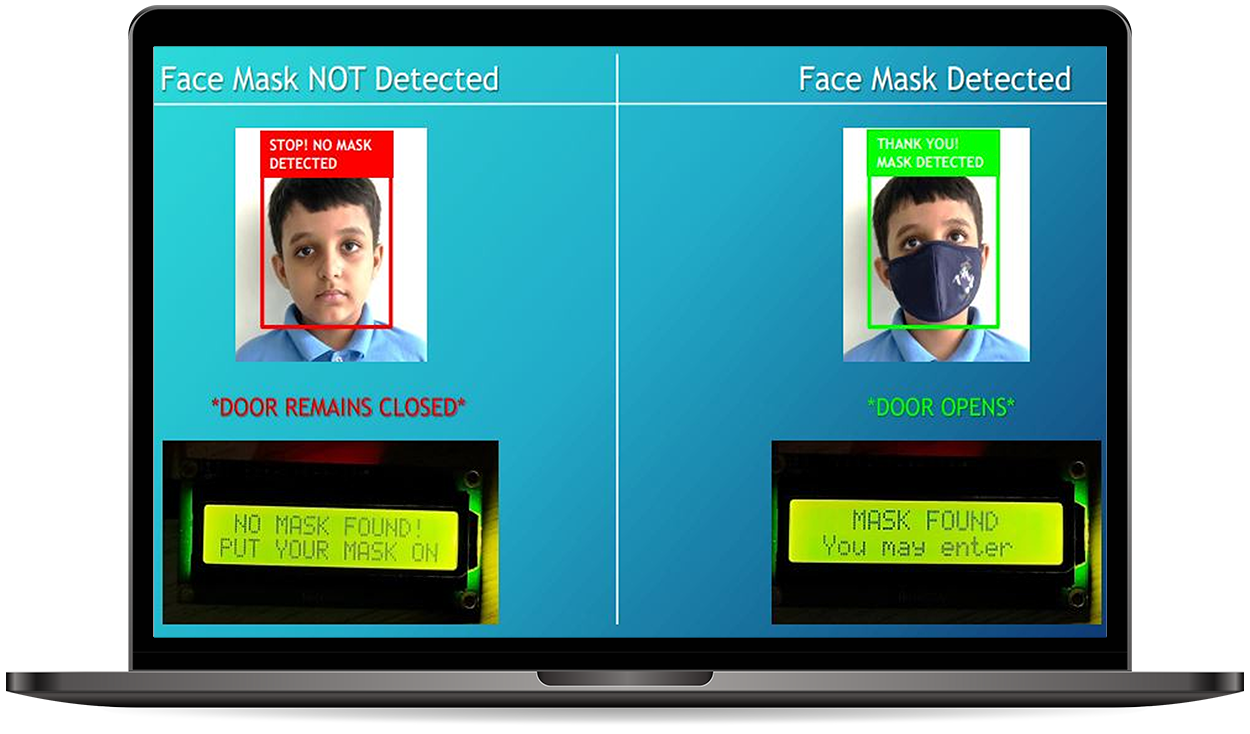 Face Mask NOT Detected
STOP! NO MASK
DETECTED
*DOOR REMAINS CLOSED*
NO MASK FOUND!
PUT YOUR MASK ON
Face Mask Detected
THANK YOU!
MASK DETECTED
*DOOR OPENS*
MASK FOUND
You may enter